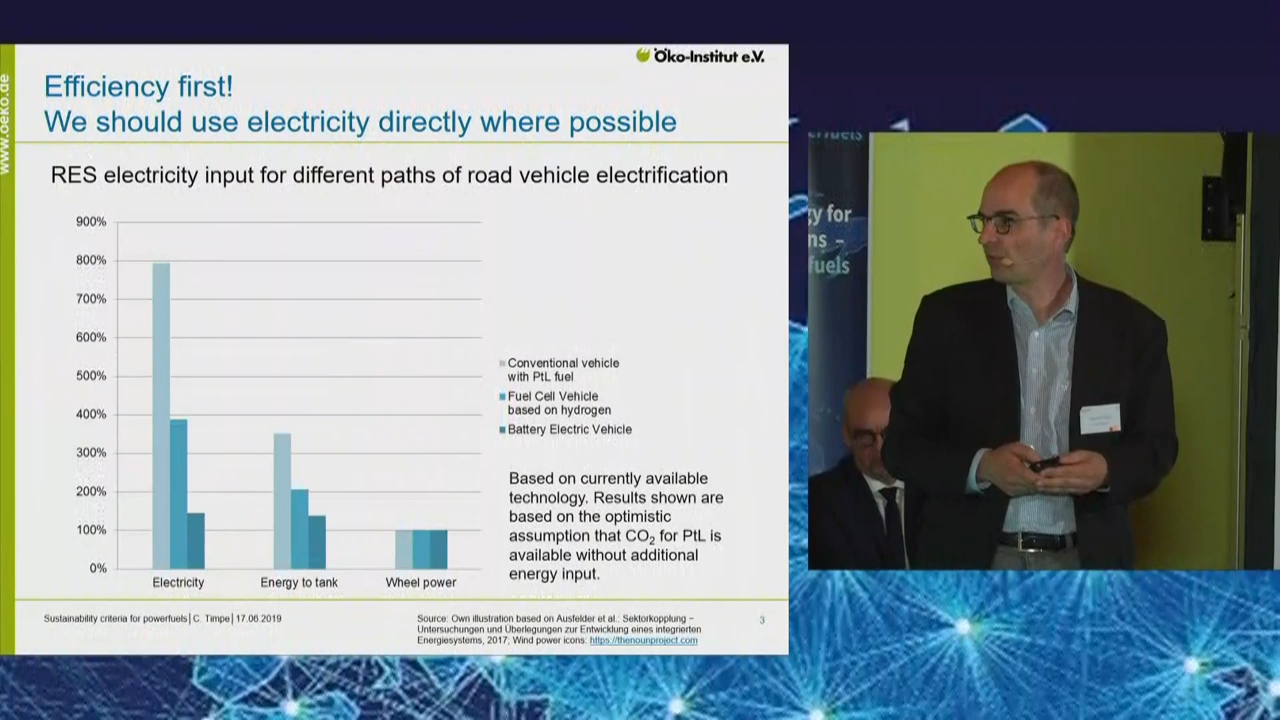 Öko-Institut e.V.
www.oeko.de
Efficiency first!
We should use electricity directly where possible
RES electricity input for different paths of road vehicle electrification
900%
800%
700%
600%
500%
400%
300%
200%
100%
0%
Electricity
Energy to tank
Wheel power
Conventional vehicle
with PtL fuel
Fuel Cell Vehicle
based on hydrogen
Battery Electric Vehicle
Based on currently available
technology. Results shown are
based on the optimistic
assumption that CO₂ for PtL is
available without additional
energy input.
Sustainability criteria for powerfuels│C. Timpe│17.06.2019
Source: Own illustration based on Ausfelder et al.: Sektorkopplung –
Untersuchungen und Überlegungen zur Entwicklung eines integrierten
Energiesystems, 2017; Wind power icons: https://thenounproject.com
3
erfuels
gy for
ns –
fuels